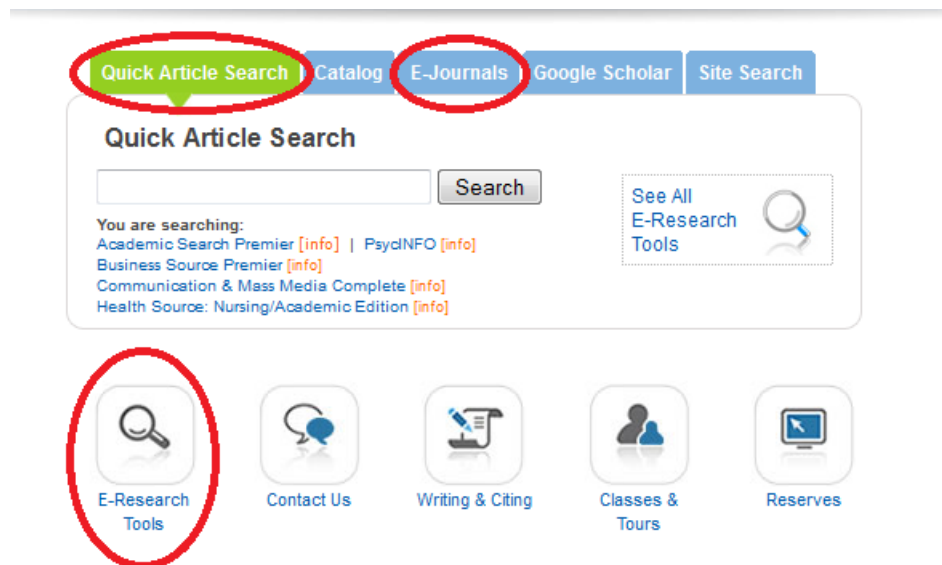 Quick Article Search Catalog E-Journals Google Scholar Site Search
Quick Article Search
Search
See All
E-Research
Tools
You are searching:
Academic Search Premier [info] | PsycINFO [info]
Business Source Premier [info]
Communication & Mass Media Complete [info]
Health Source: Nursing/Academic Edition [info]
E-Research
Tools
Contact Us
Writing & Citing
Classes &
Tours
Reserves